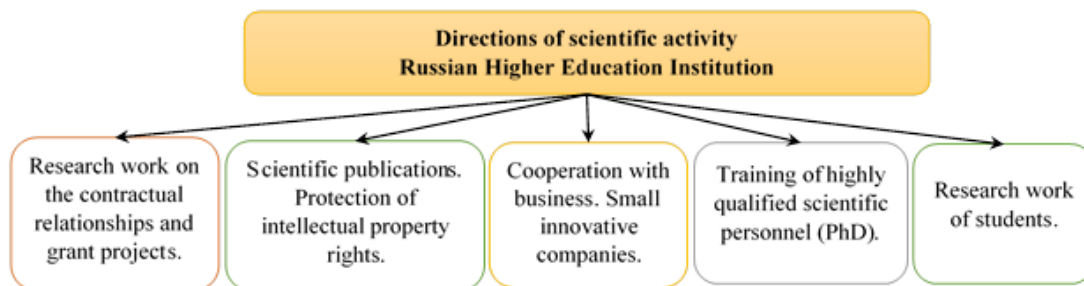 Directions of scientific activity
Russian Higher Education Institution
Research work on
the contractual
relationships and
grant projects.
Scientific publications.
Protection of
intellectual property
rights.
Cooperation with
business. Small
innovative
companies.
Training of highly
qualified scientific
personnel (PhD).
Research work
of students.